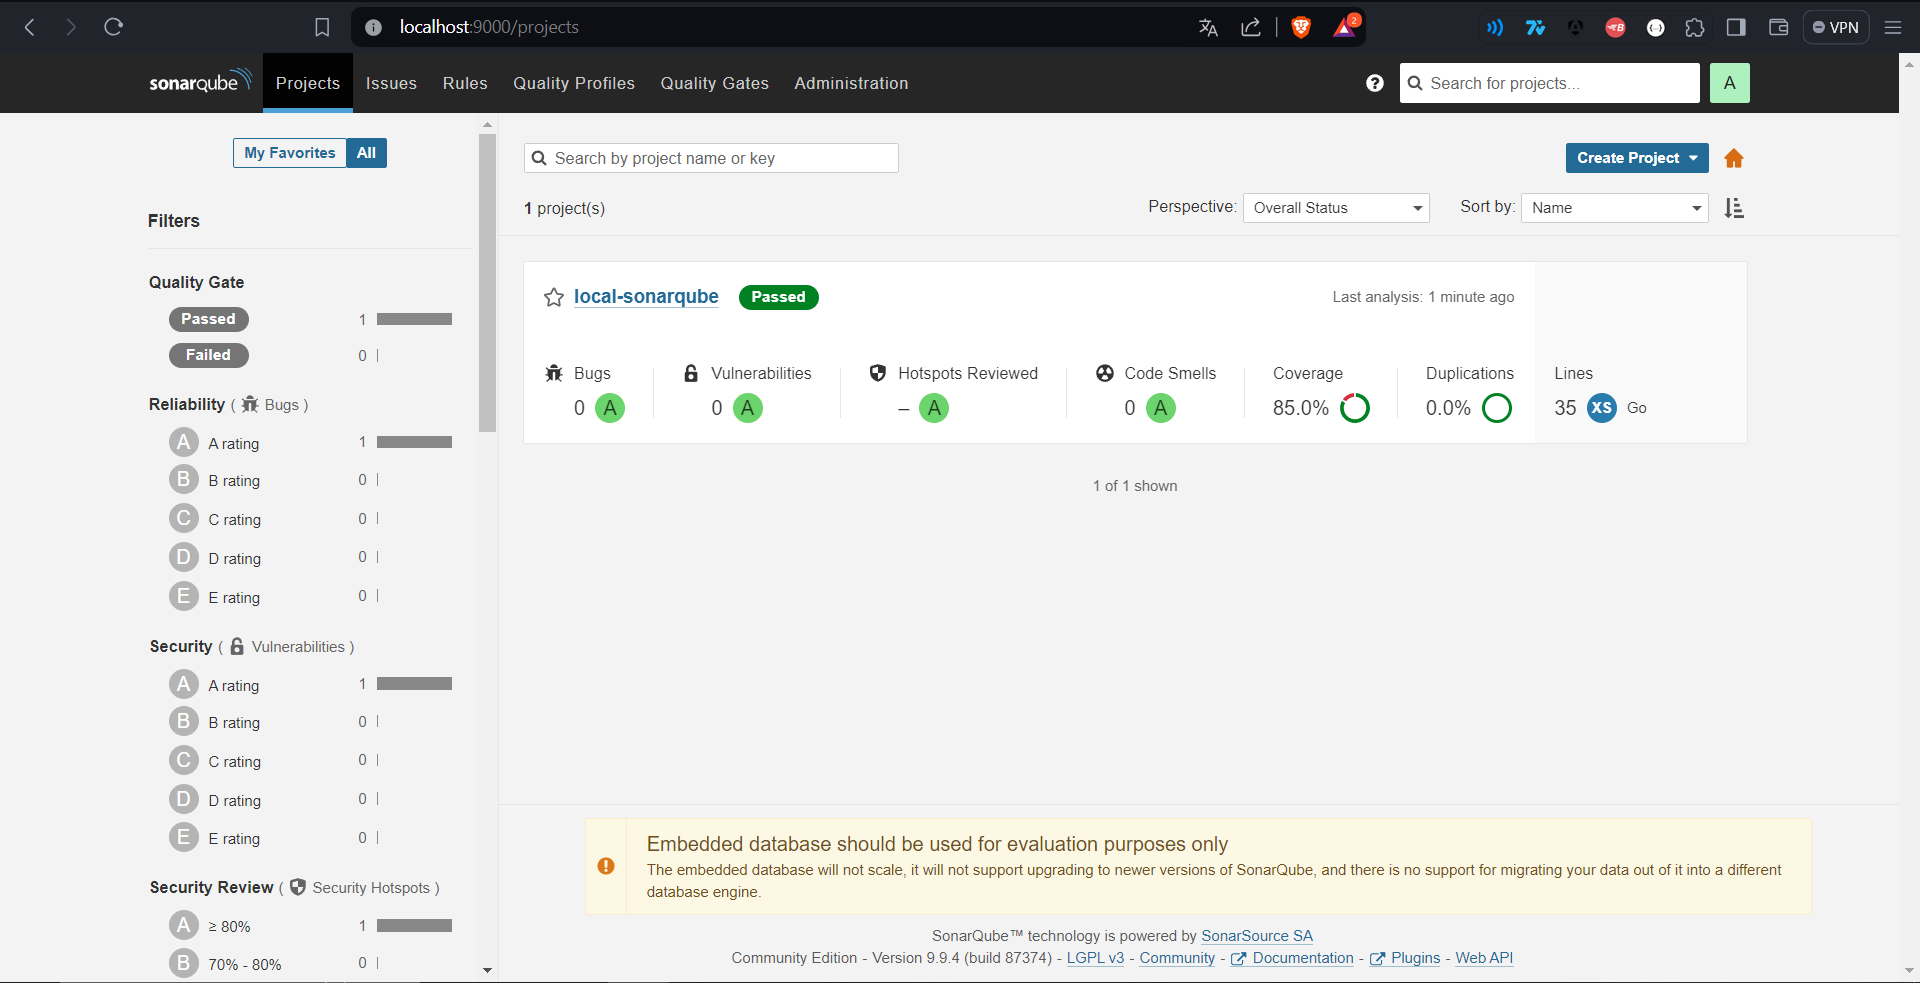 localhost:9000/projects
2
VPN
sonarqube
Projects
Issues
Rules
Quality Profiles
Quality Gates
Administration
Search for projects...
A
My Favorites
All
Filters
Quality Gate
Passed 1
Failed 0
Reliability ( Bugs )
A A rating 1
B B rating 0
C C rating 0
D D rating 0
E E rating 0
Security ( Vulnerabilities )
A A rating 1
B B rating 0
C C rating 0
D D rating 0
E E rating 0
Security Review ( Security Hotspots )
A ≥ 80% 1
B 70% - 80% 0
Search by project name or key
Create Project
1 project(s)
Perspective: Overall Status
Sort by: Name
local-sonarqube Passed
Last analysis: 1 minute ago
Bugs
0 A
Vulnerabilities
0 A
Hotspots Reviewed
– A
Code Smells
0 A
Coverage
85.0%
Duplications
0.0%
Lines
35 XS Go
1 of 1 shown
Embedded database should be used for evaluation purposes only
The embedded database will not scale, it will not support upgrading to newer versions of SonarQube, and there is no support for migrating your data out of it into a different
database engine.
SonarQube™ technology is powered by SonarSource SA
Community Edition - Version 9.9.4 (build 87374) - LGPL v3 - Community - Documentation - Plugins - Web API